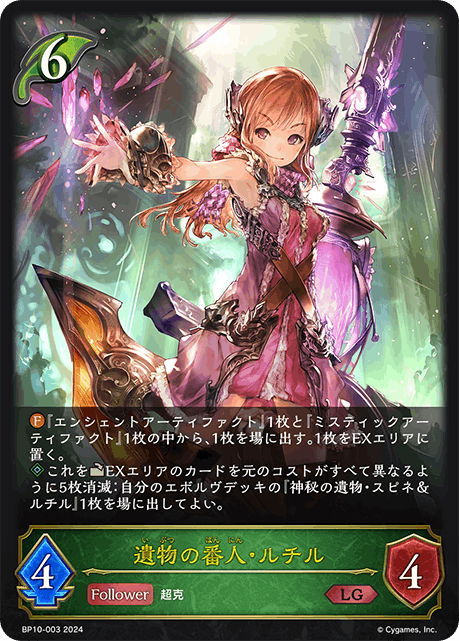 6
F『エンシェントアーティファクト』1枚と『ミスティックアー
ティファクト』1枚の中から、1枚を場に出す。1枚をEXエリアに
置く。
これをEXエリアのカードを元のコストがすべて異なるよ
うに5枚消滅：自分のエボルヴデッキの『神秘の遺物・スピネ&
ルチル』1枚を場に出してよい。
いぶつ ばんにん
遺物の番人・ルチル
4
Follower 超克
LG
4
BP10-003 2024
© Cygames, Inc.